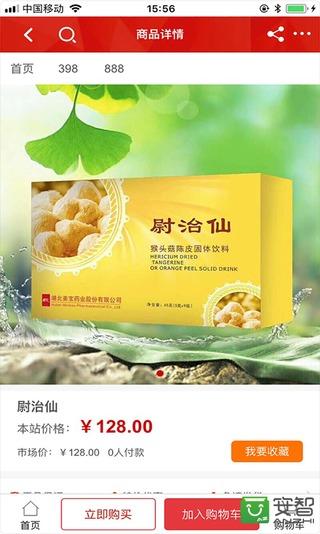 中国移动 15:56
商品详情
首页 398 888
尉治仙
猴头菇陈皮固体饮料
HERICIUM DRIED
TANGERINE
OR ORANGE PEEL SOLID DRINK
湖北美宝药业股份有限公司
尉治仙
本站价格：￥128.00
市场价：￥128.00 0人付款
我要收藏
首页
立即购买
加入购物车
购物车
安智